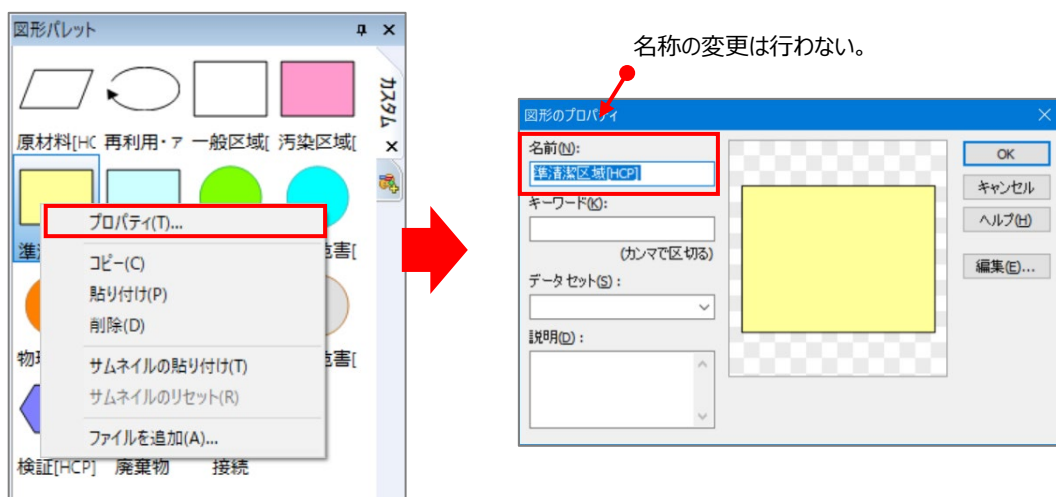 図形パレット
カスタム
原材料[HC 再利用・ア 一般区域[ 汚染区域[
準
害[
プロパティ(T)...
コピー(C)
貼り付け(P)
削除(D)
サムネイルの貼り付け(T)
サムネイルのリセット(R)
ファイルを追加(A)...
物
害[
検証[HCP] 廃棄物 接続
名称の変更は行わない。
図形のプロパティ
名前(N):
準清潔区域[HCP]
キーワード(K):
(カンマで区切る)
データ セット(S) :
説明(D) :
OK
キャンセル
ヘルプ(H)
編集(E)...